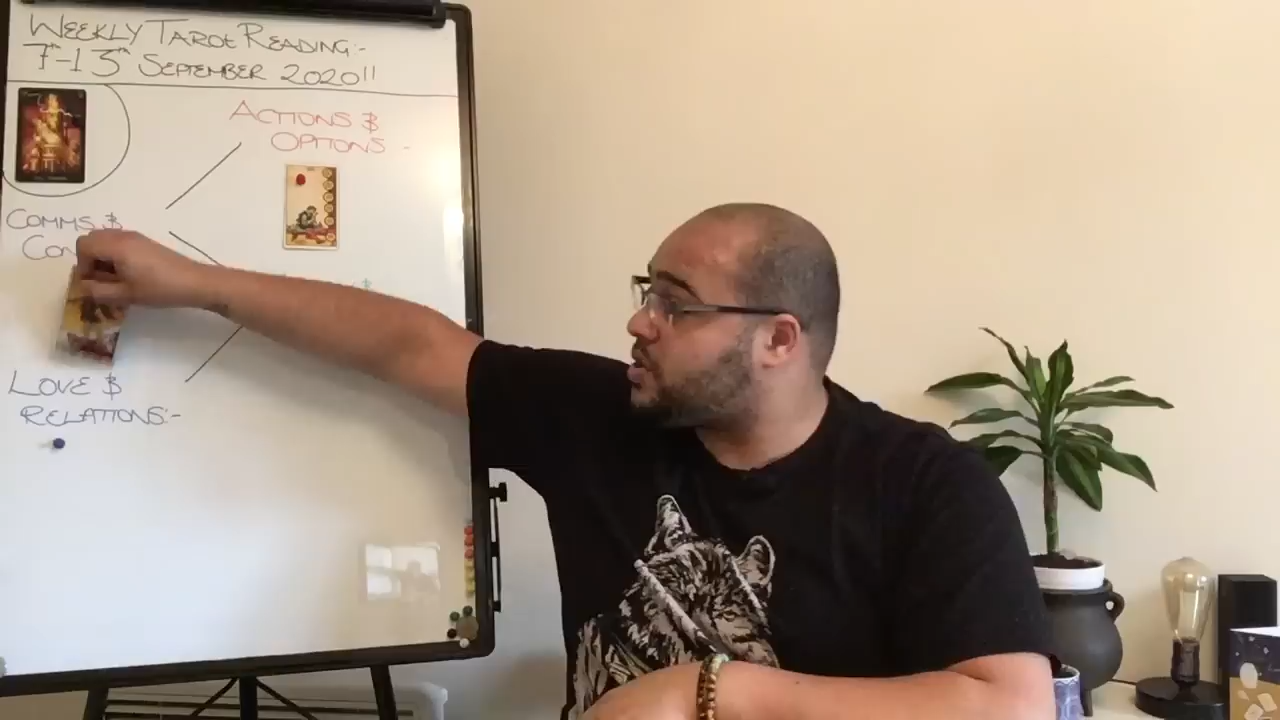 WEEKLY TAROT READING:-
7th-13th SEPTEMBER 2020!!
ACTIONS &
OPTIONS -
COMMS &
LOVE &
RELATIONS:-